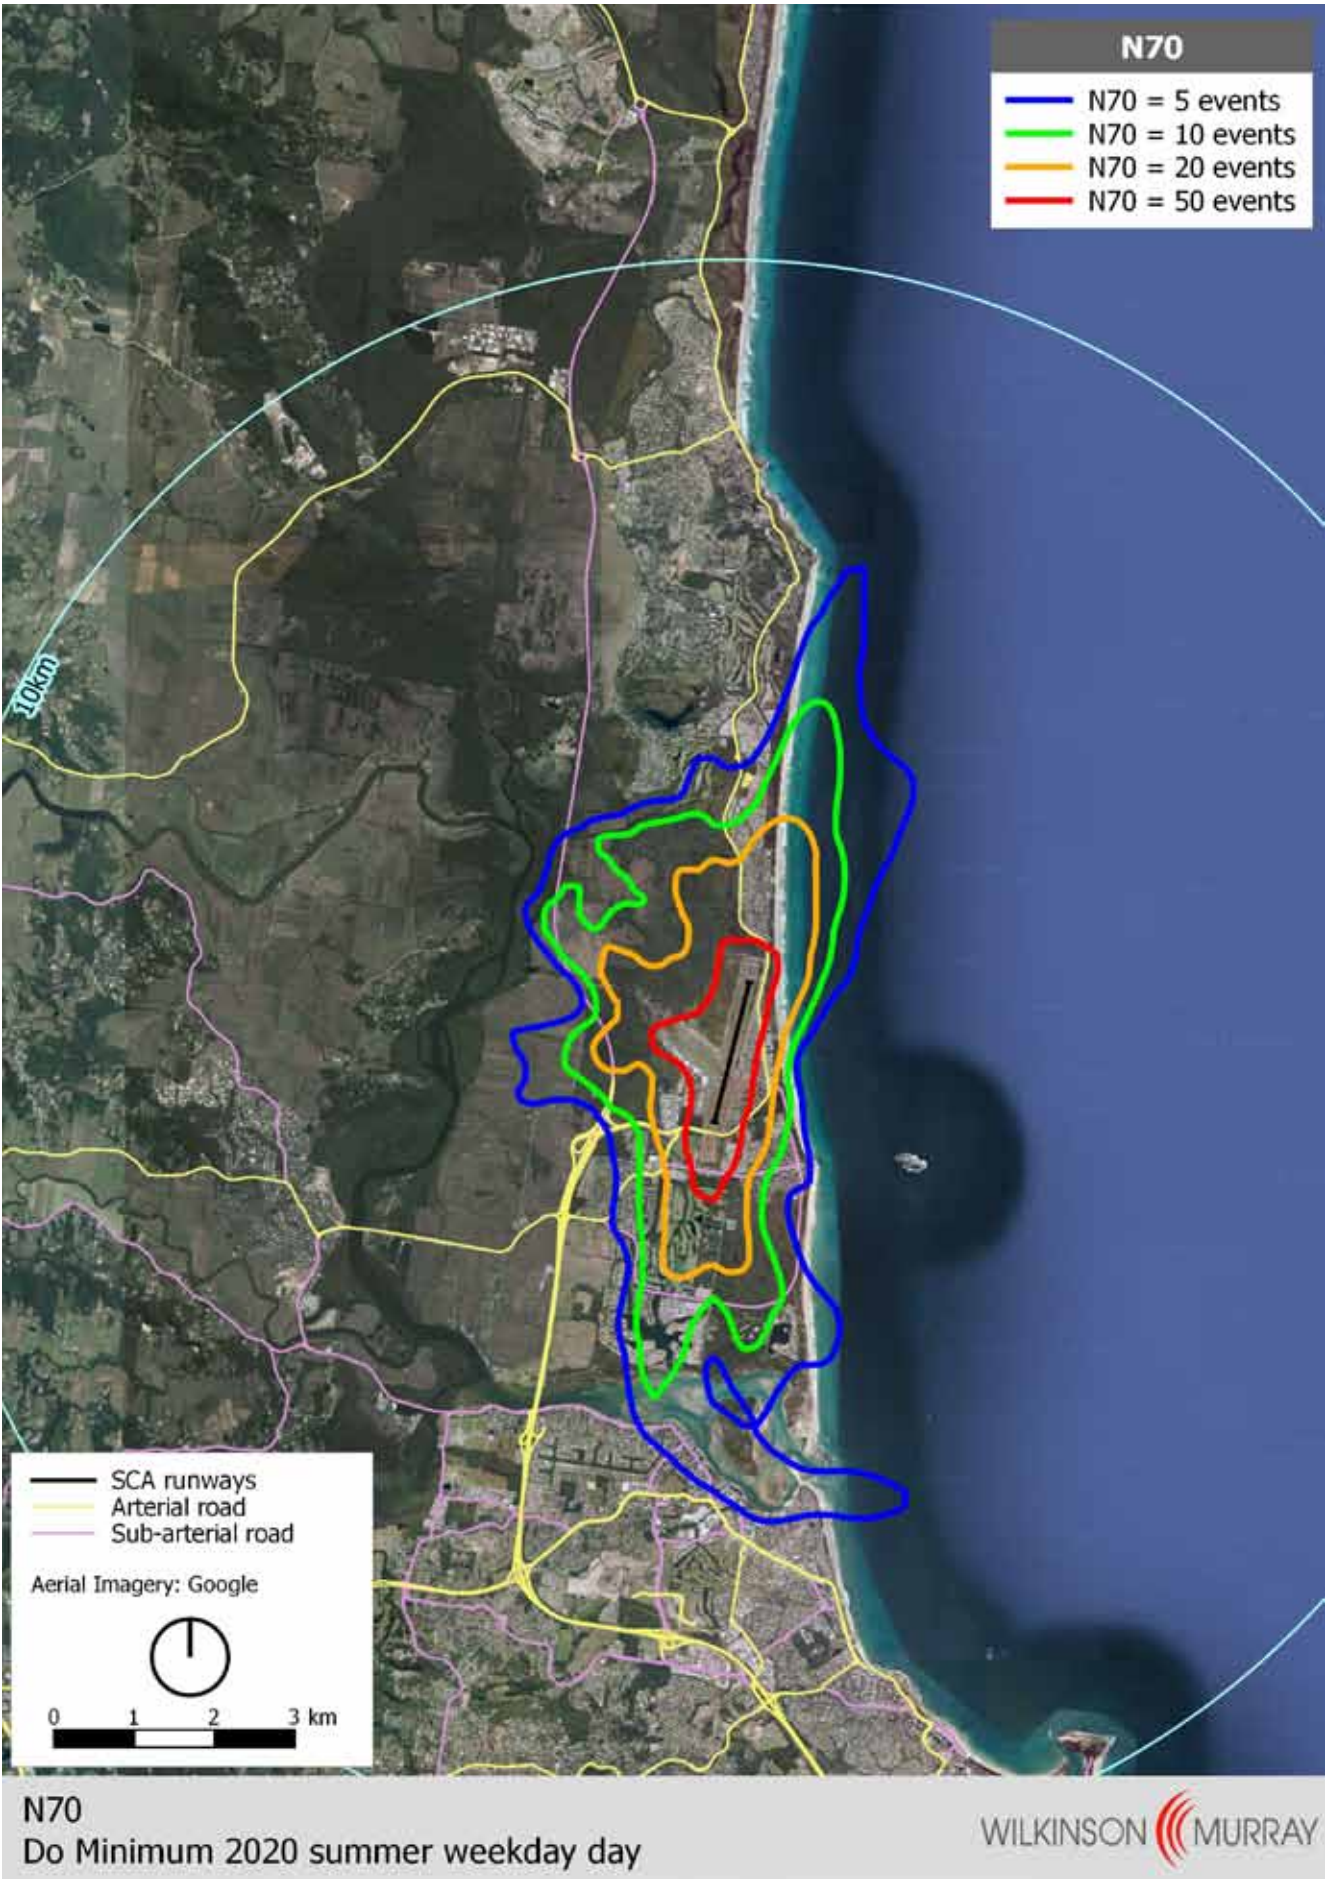 N70
N70 = 5 events
N70 = 10 events
N70 = 20 events
N70 = 50 events
10km
SCA runways
Arterial road
Sub-arterial road
Aerial Imagery: Google
0 1 2 3 km
N70
Do Minimum 2020 summer weekday day
WILKINSON MURRAY